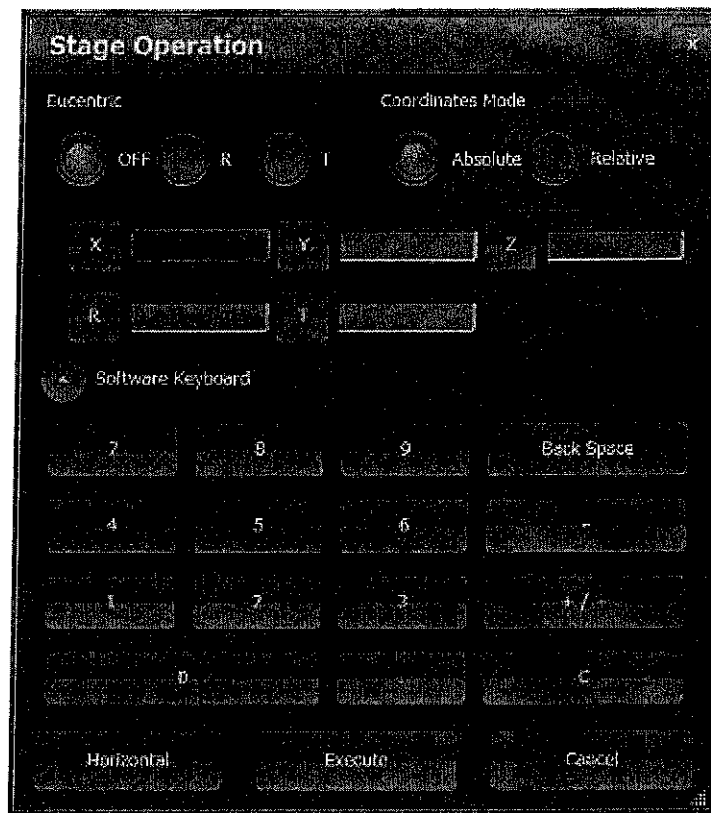 Stage Operation x
Eucentric Coordinates Mode
OFF R T Absolute Relative
X Y Z
R T
Software Keyboard
7 8 9 Back Space
4 5 6 -
1 2 3 + / -
0 . C
Horizontal Execute Cancel